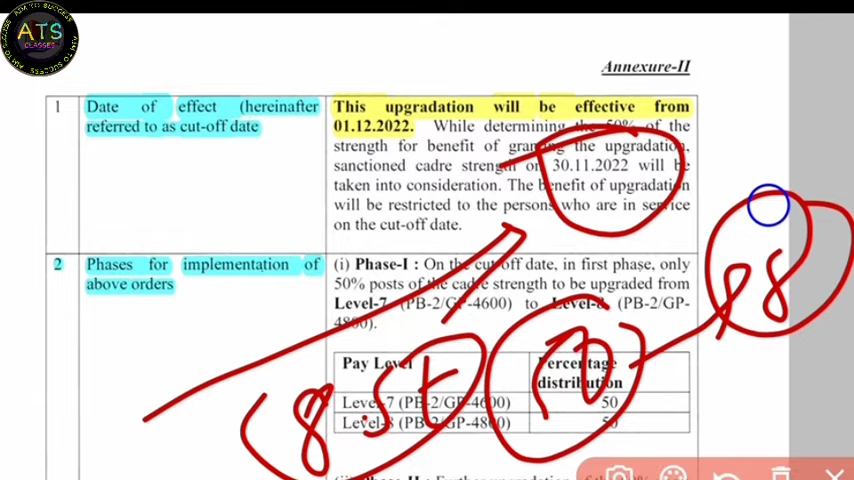 ATS
CLASSES
AIM TO SUCCESS
Annexure-II
1
Date of effect (hereinafter
referred to as cut-off date
This upgradation will be effective from
01.12.2022. While determining the 50% of the
strength for benefit of granting the upgradation,
sanctioned cadre strength on 30.11.2022 will be
taken into consideration. The benefit of upgradation
will be restricted to the persons who are in service
on the cut-off date.
2
Phases for implementation of
above orders
(i) Phase-I : On the cut off date, in first phase, only
50% posts of the cadre strength to be upgraded from
Level-7 (PB-2/GP-4600) to Level-8 (PB-2/GP-
4800).
Pay Level
Percentage
distribution
Level-7 (PB-2/GP-4600) 50
Level-8 (PB-2/GP-4800) 50